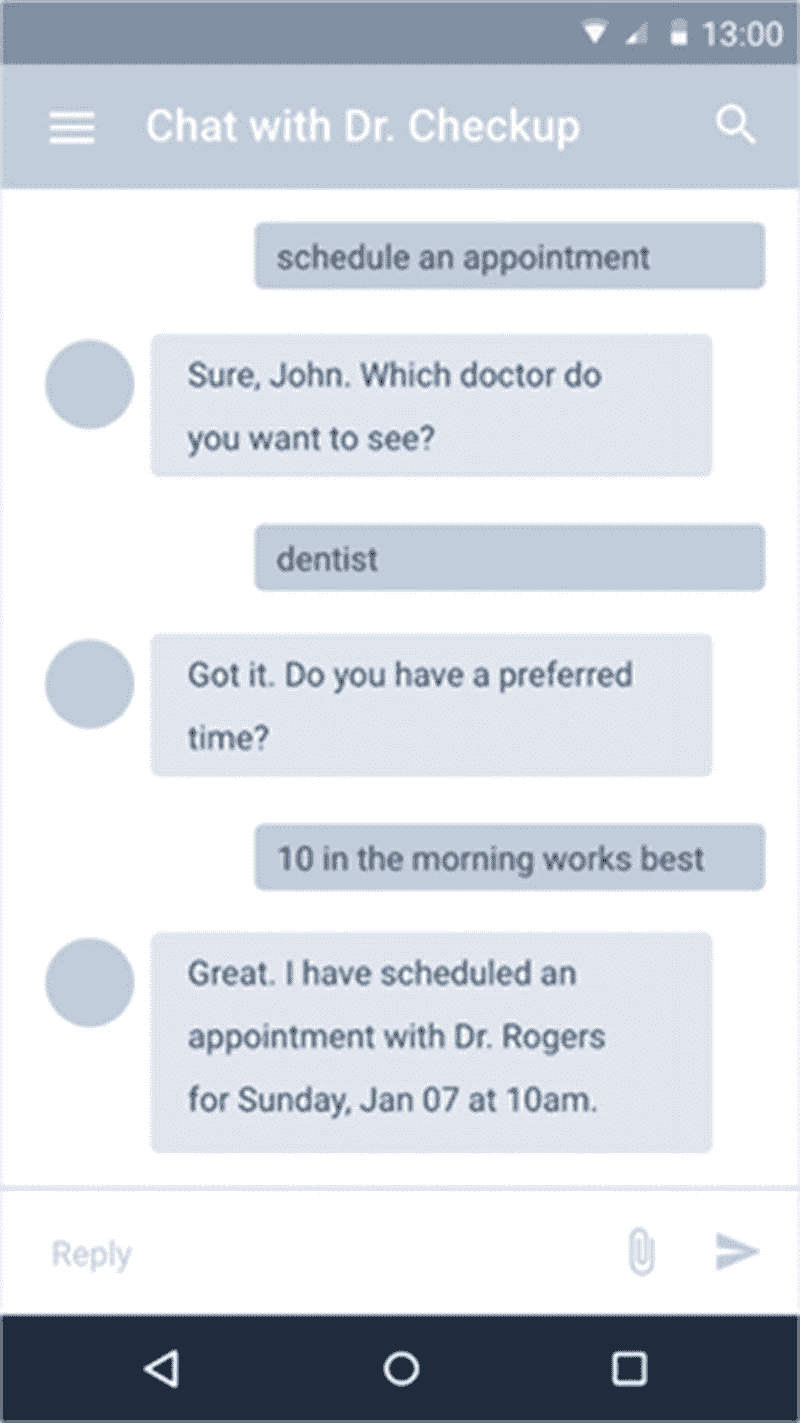 13:00
Chat with Dr. Checkup
schedule an appointment
Sure, John. Which doctor do
you want to see?
dentist
Got it. Do you have a preferred
time?
10 in the morning works best
Great. I have scheduled an
appointment with Dr. Rogers
for Sunday, Jan 07 at 10am.
Reply